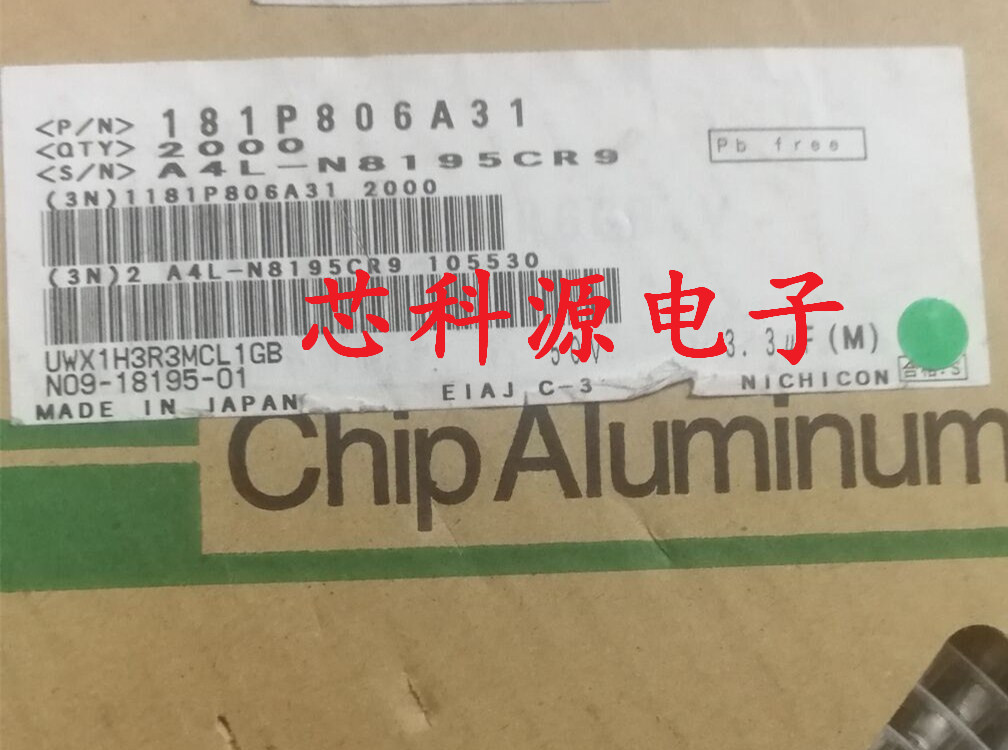 <P/N> 181P806A31
<QTY> 2000
<S/N> A4L-N8195CR9
Pb free
(3N)1181P806A31 2000
(3N)2 A4L-N8195CR9 105530
芯科源电子
UWX1H3R3MCL1GB
3.3μF (M)
N09-18195-01
EIAJ C-3
NICHICON
MADE IN JAPAN
Chip Aluminum